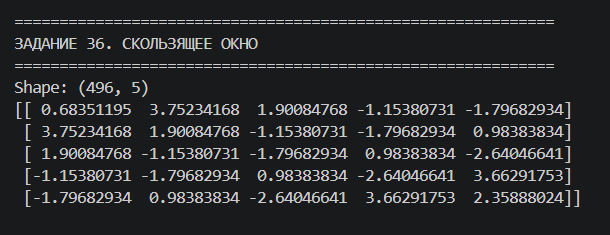 ============================================================
ЗАДАНИЕ 36. СКОЛЬЗЯЩЕЕ ОКНО
============================================================
Shape: (496, 5)
[[ 0.68351195  3.75234168  1.90084768 -1.15380731 -1.79682934]
 [ 3.75234168  1.90084768 -1.15380731 -1.79682934  0.98383834]
 [ 1.90084768 -1.15380731 -1.79682934  0.98383834 -2.64046641]
 [-1.15380731 -1.79682934  0.98383834 -2.64046641  3.66291753]
 [-1.79682934  0.98383834 -2.64046641  3.66291753  2.35888024]]